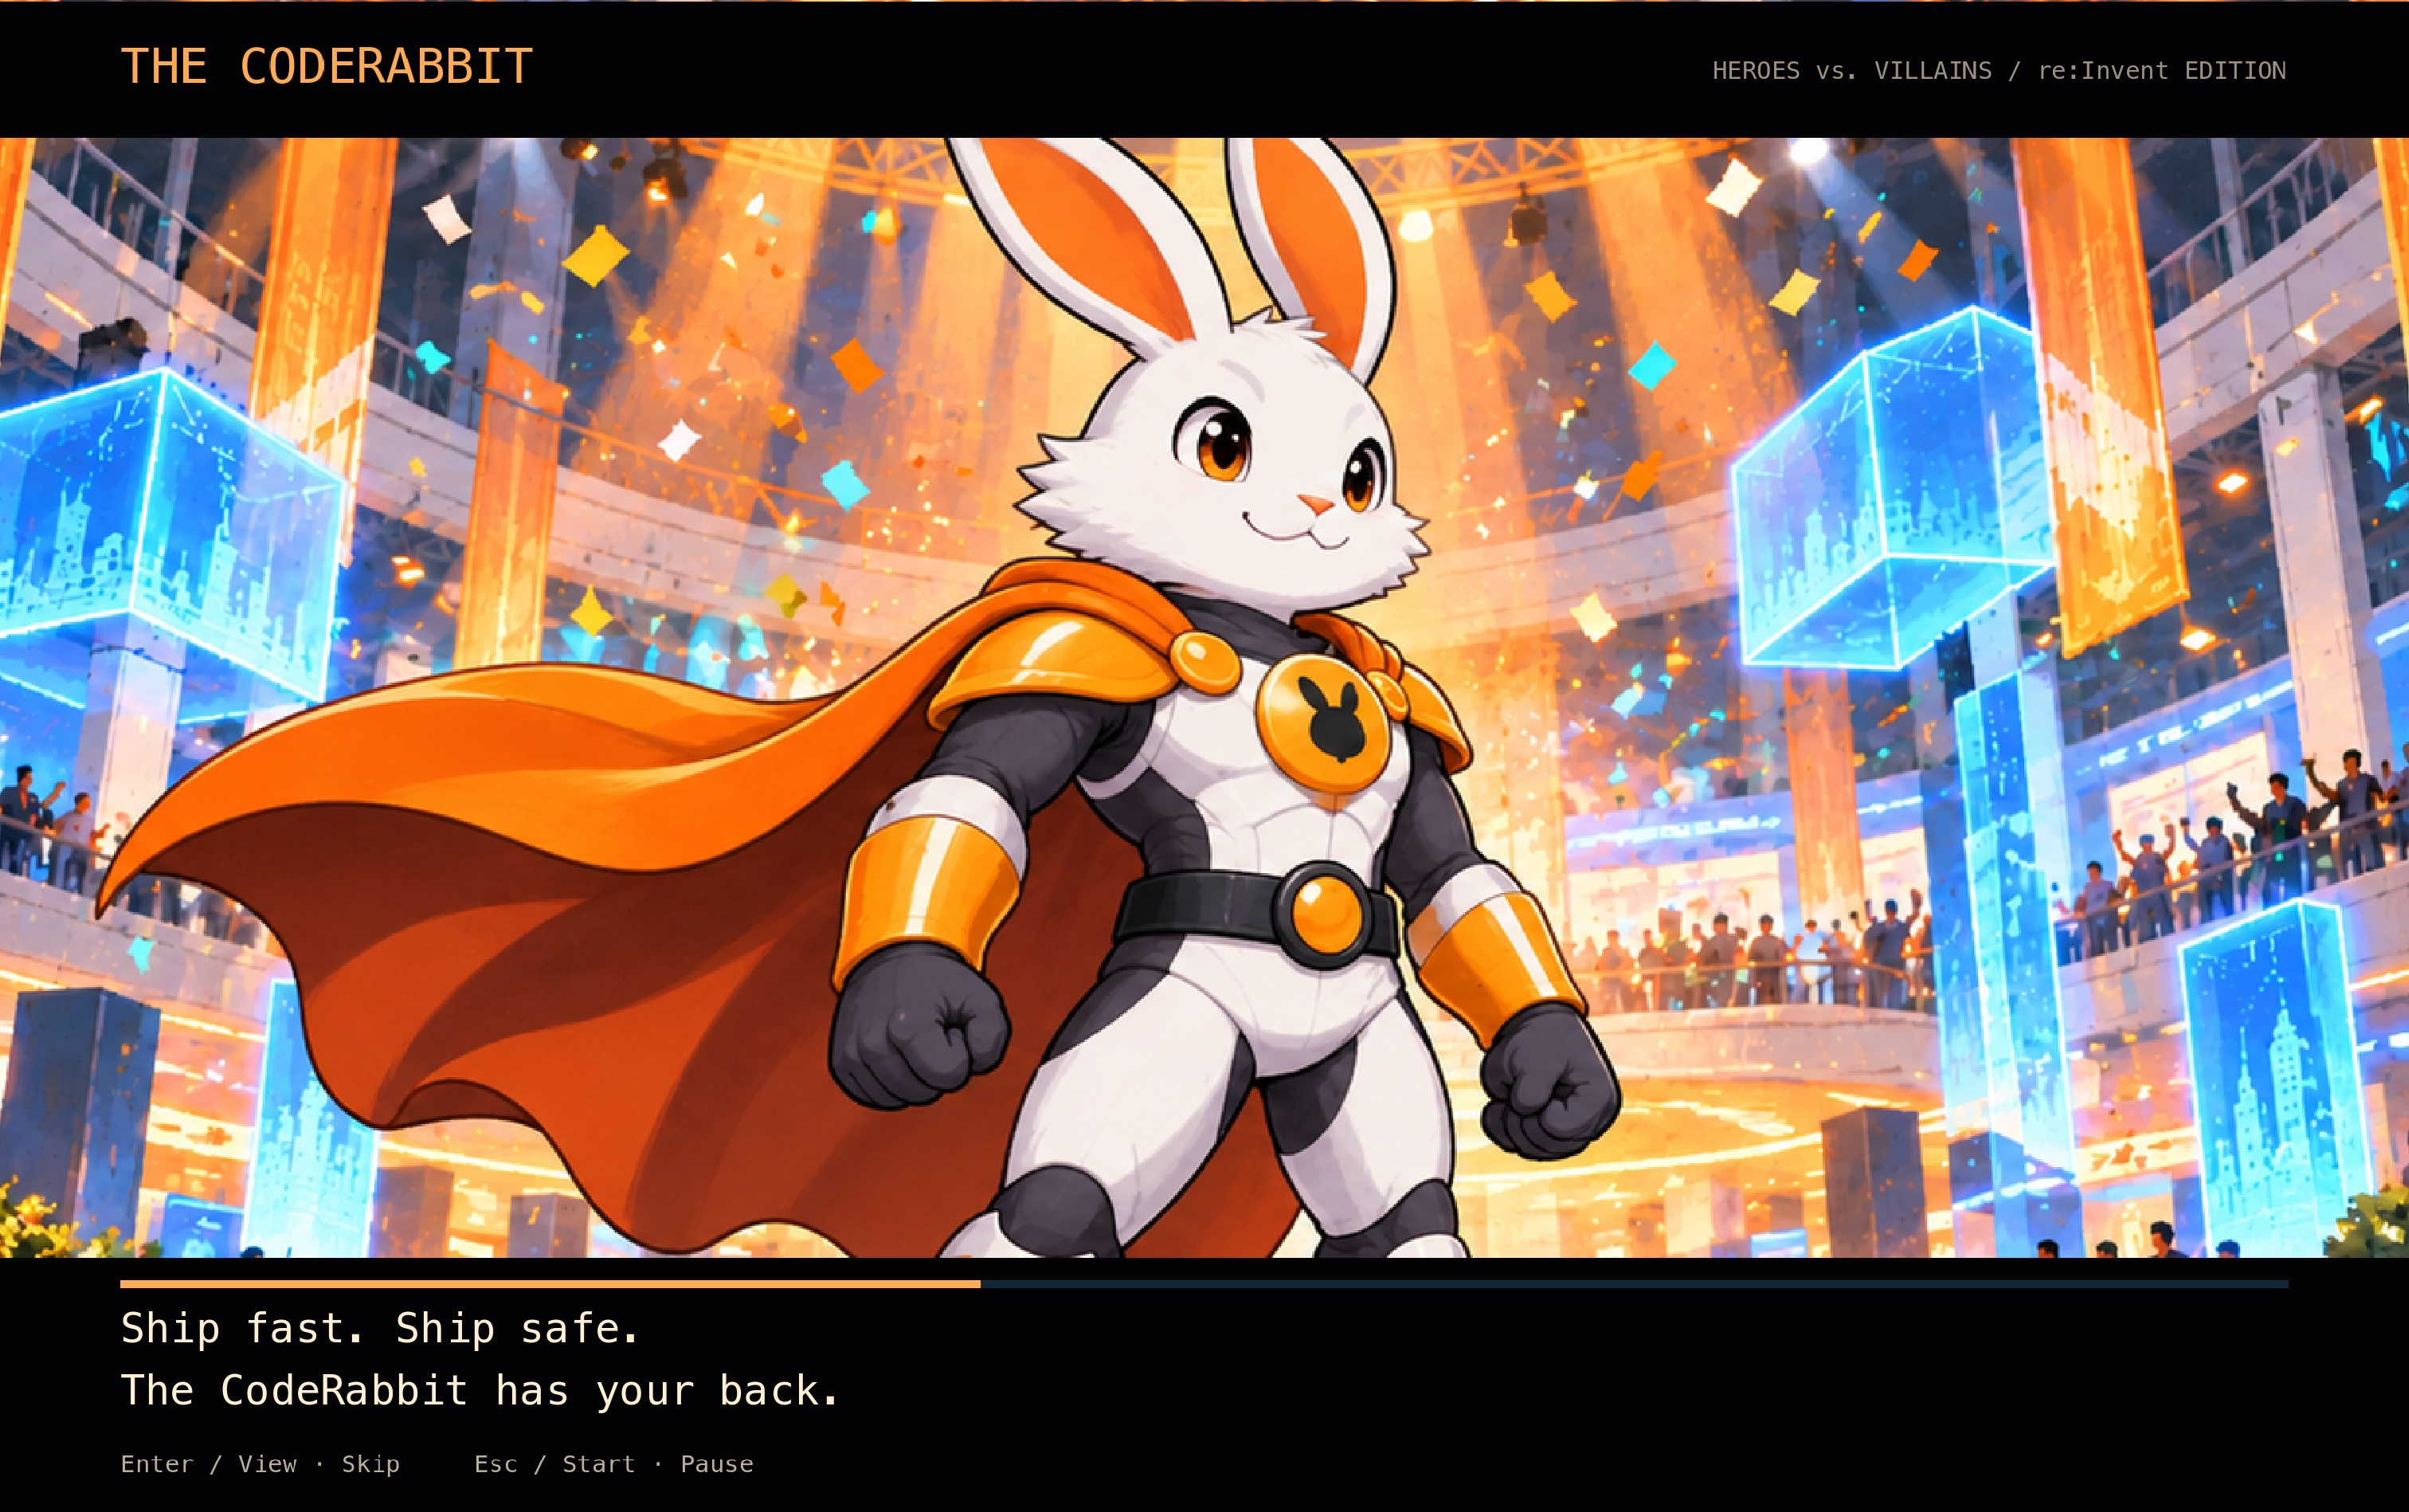 THE CODERABBIT
HEROES vs. VILLAINS / re:Invent EDITION
Ship fast. Ship safe.
The CodeRabbit has your back.
Enter / View · Skip    Esc / Start · Pause